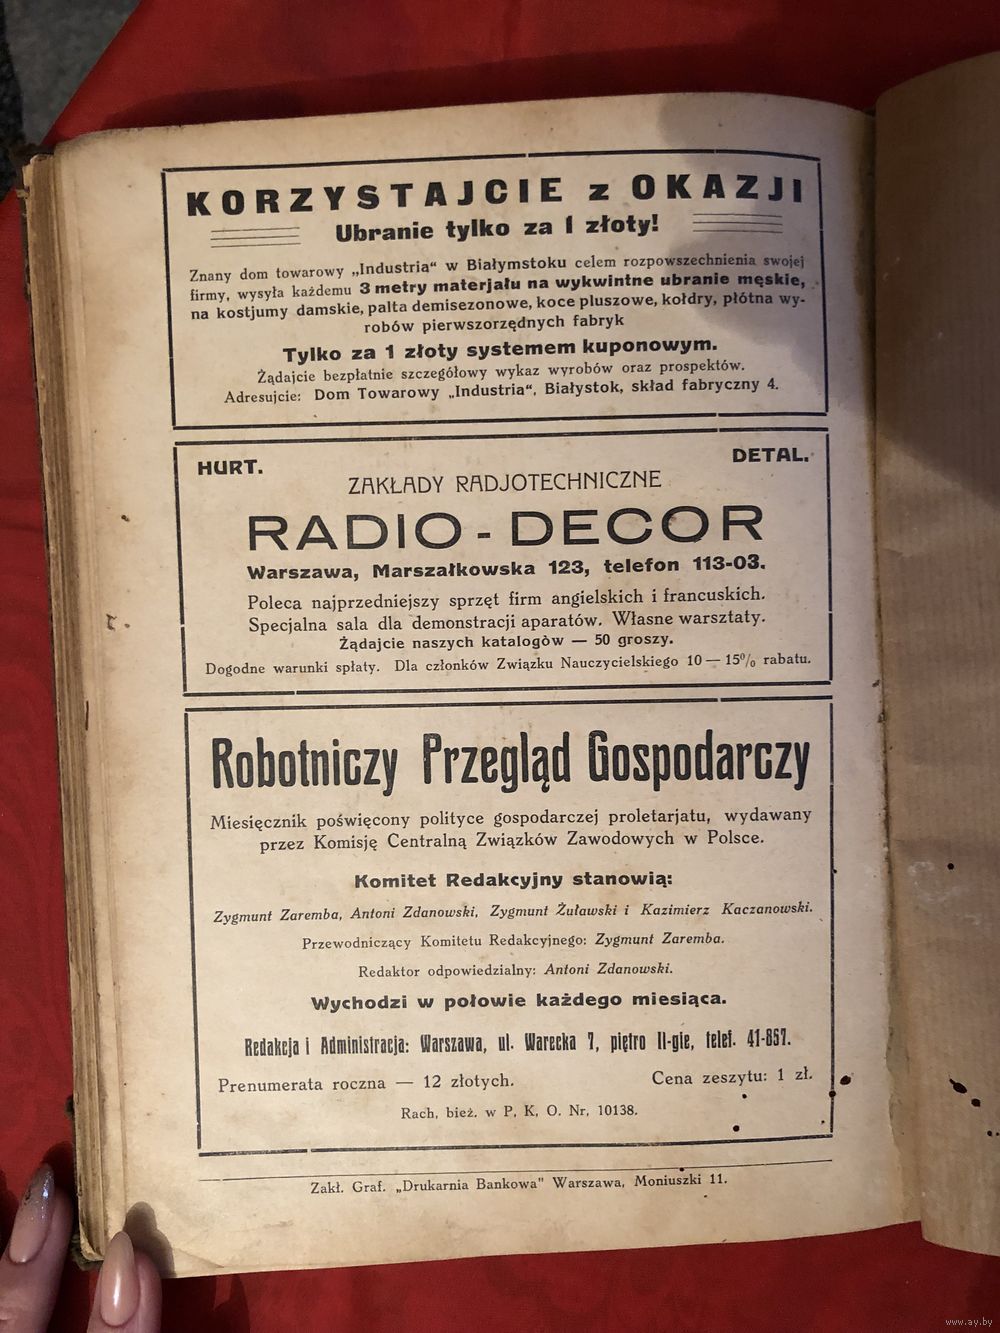 KORZYSTAJCIE z OKAZJI
Ubranie tylko za 1 złoty!
Znany dom towarowy „Industria“ w Białymstoku celem rozpowszechnienia swojej
firmy, wysyła każdemu 3 metry materjału na wykwintne ubranie męskie,
na kostjumy damskie, palta demisezonowe, koce pluszowe, kołdry, płótna wy-
robów pierwszorzędnych fabryk
Tylko za 1 złoty systemem kuponowym.
Żądajcie bezpłatnie szczegółowy wykaz wyrobów oraz prospektów.
Adresujcie: Dom Towarowy „Industria“, Białystok, skład fabryczny 4.
HURT. DETAL.
ZAKŁADY RADJOTECHNICZNE
RADIO - DECOR
Warszawa, Marszałkowska 123, telefon 113-03.
Poleca najprzedniejszy sprzęt firm angielskich i francuskich.
Specjalna sala dla demonstracji aparatów. Własne warsztaty.
Żądajcie naszych katalogòw — 50 groszy.
Dogodne warunki spłaty. Dla członków Związku Nauczycielskiego 10 — 15% rabatu.
Robotniczy Przegląd Gospodarczy
Miesięcznik poświęcony polityce gospodarczej proletarjatu, wydawany
przez Komisję Centralną Związków Zawodowych w Polsce.
Komitet Redakcyjny stanowią:
Zygmunt Zaremba, Antoni Zdanowski, Zygmunt Żuławski i Kazimierz Kaczanowski.
Przewodniczący Komitetu Redakcyjnego: Zygmunt Zaremba.
Redaktor odpowiedzialny: Antoni Zdanowski.
Wychodzi w połowie każdego miesiąca.
Redakcja i Administracja: Warszawa, ul. Warecka 7, piętro II-gie, telef. 41-857.
Prenumerata roczna — 12 złotych. Cena zeszytu: 1 zł.
Rach, bież. w P, K, O. Nr, 10138.
Zakł. Graf. „Drukarnia Bankowa” Warszawa, Moniuszki 11.
www.ay.by